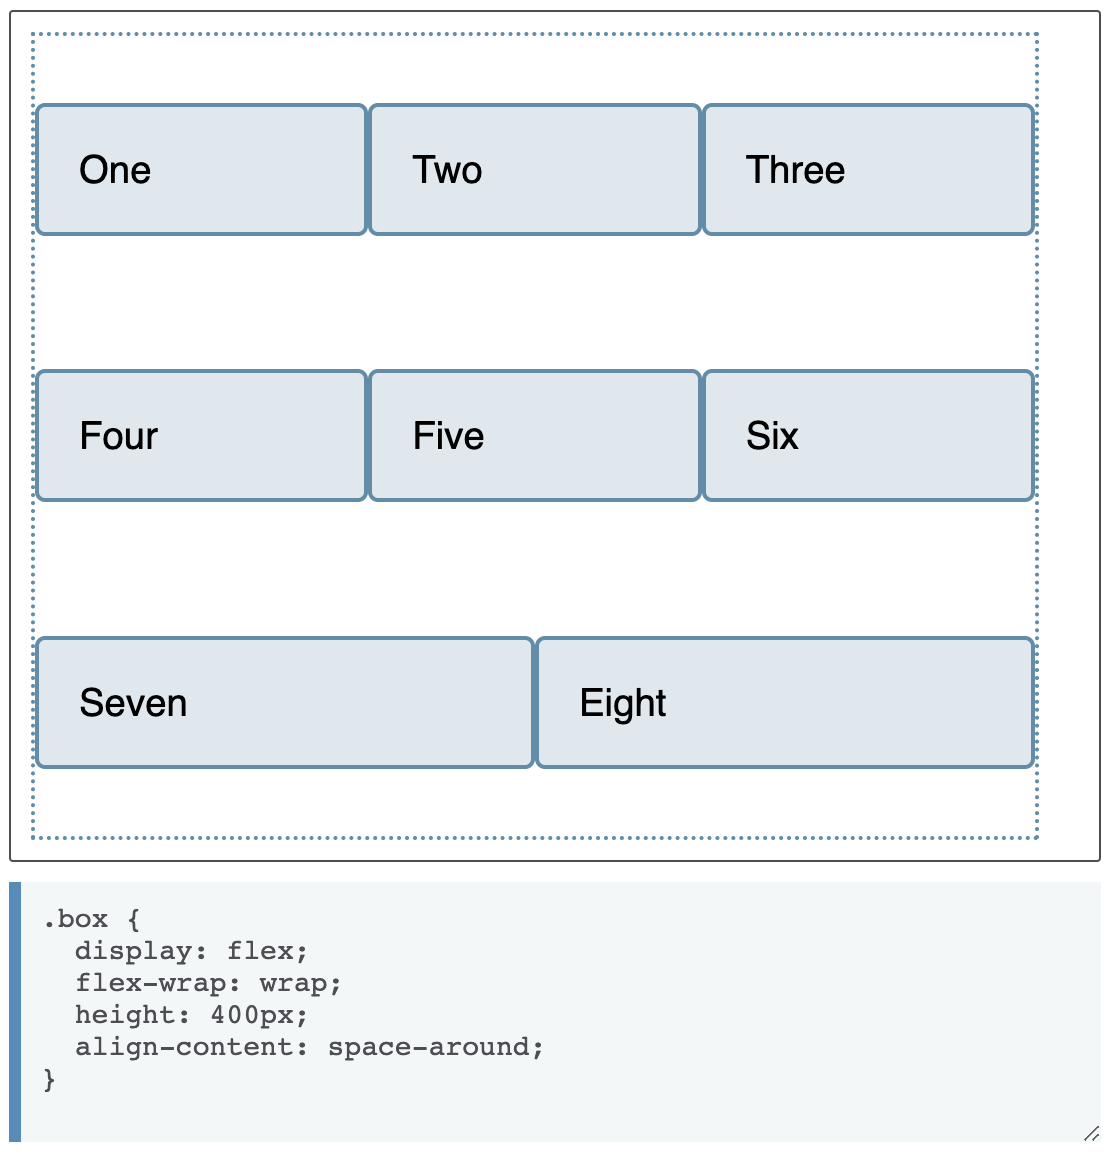 One Two Three
Four Five Six
Seven Eight
.box {
  display: flex;
  flex-wrap: wrap;
  height: 400px;
  align-content: space-around;
}